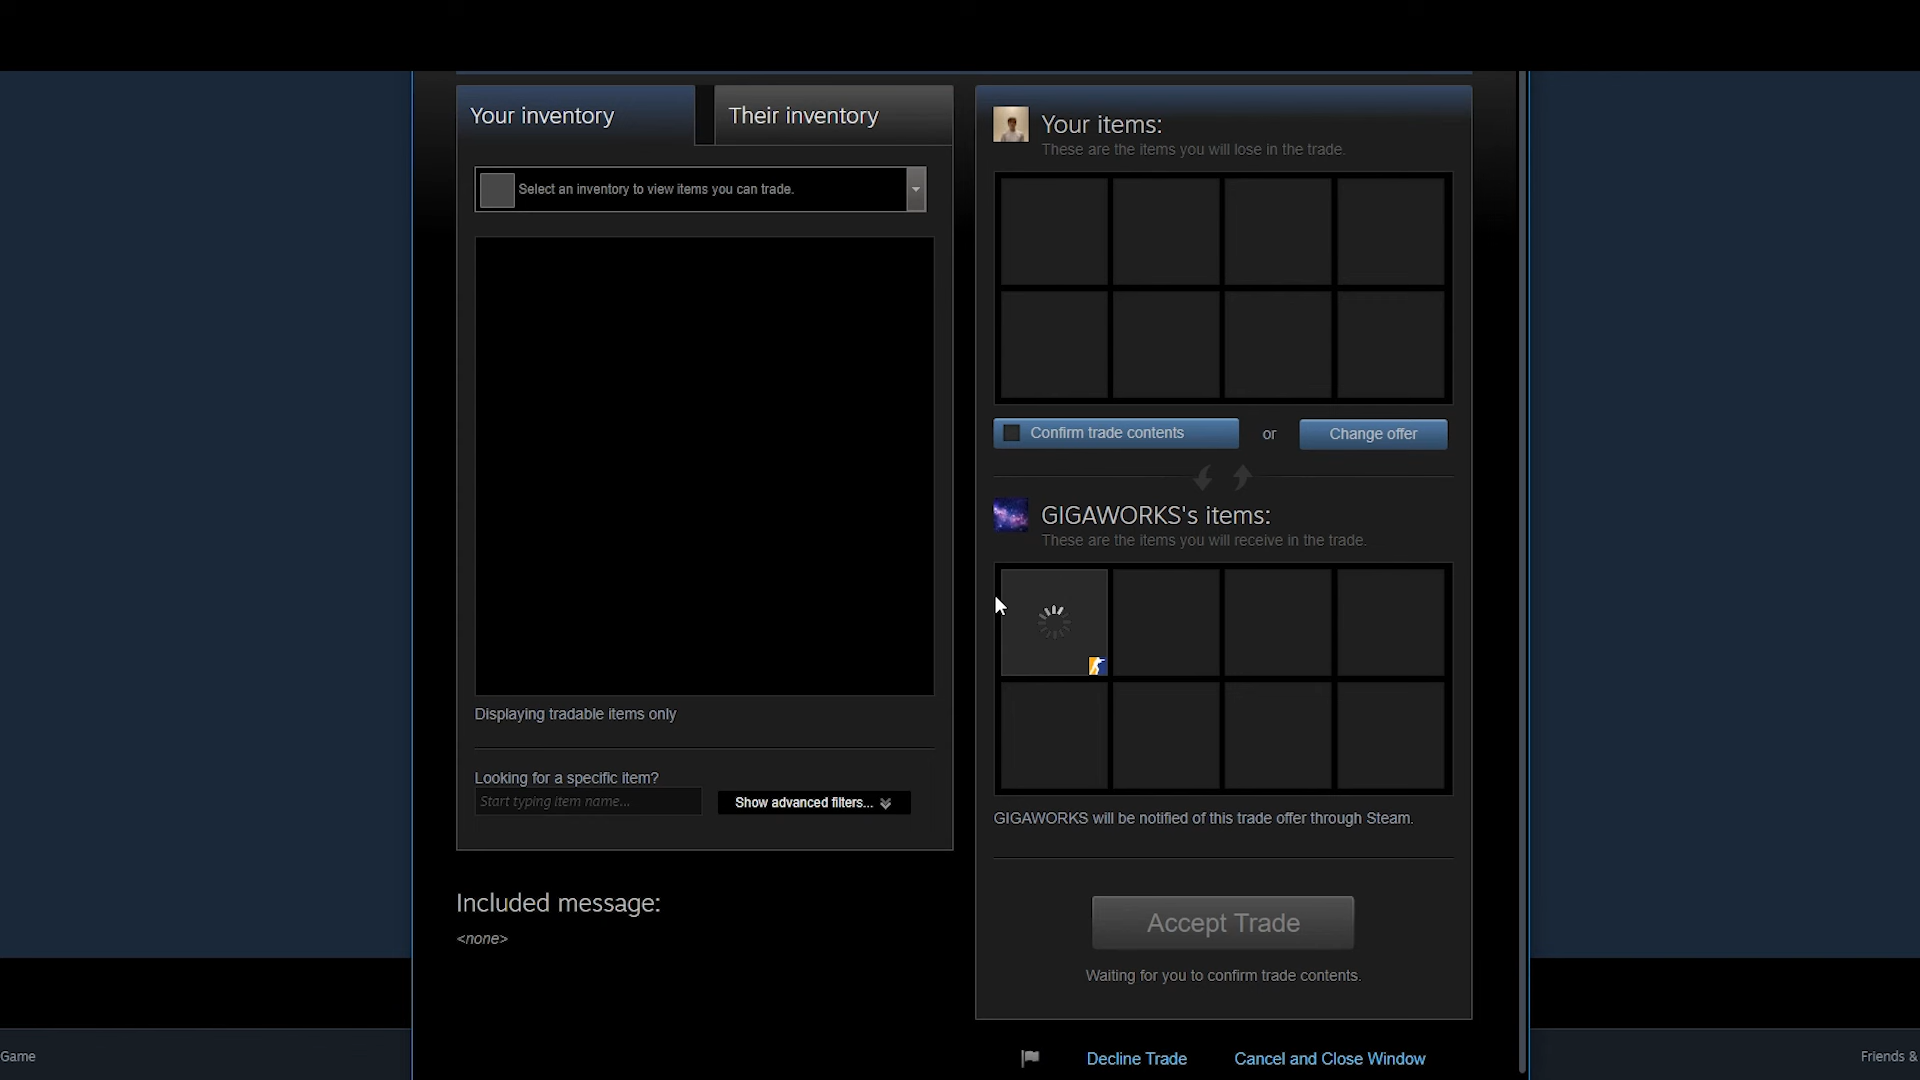 Your inventory
Their inventory
Select an inventory to view items you can trade.
Displaying tradable items only
Looking for a specific item?
Start typing item name...
Show advanced filters...
Included message:
<none>
Your items:
These are the items you will lose in the trade.
Confirm trade contents
or
Change offer
GIGAWORKS's items:
These are the items you will receive in the trade.
GIGAWORKS will be notified of this trade offer through Steam.
Accept Trade
Waiting for you to confirm trade contents.
Decline Trade
Cancel and Close Window
Game
Friends &